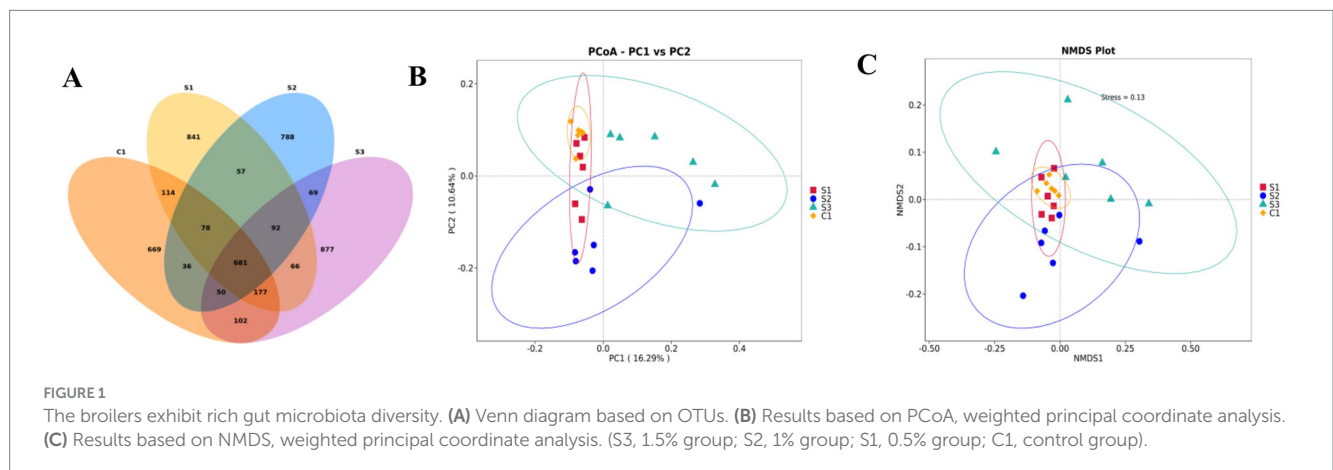 A
S1
S2
C1
S3
841
788
57
114
69
78
92
669
877
36
681
66
50
177
102
B
PCoA - PC1 vs PC2
PC2 ( 10.64% )
0.2
0.0
-0.2
-0.2
0.0
0.2
0.4
PC1 ( 16.29% )
S1
S2
S3
C1
C
NMDS Plot
Stress = 0.13
NMDS2
0.2
0.1
0.0
-0.1
-0.2
-0.50
-0.25
0.00
0.25
0.50
NMDS1
S1
S2
S3
C1
FIGURE 1
The broilers exhibit rich gut microbiota diversity. (A) Venn diagram based on OTUs. (B) Results based on PCoA, weighted principal coordinate analysis.
(C) Results based on NMDS, weighted principal coordinate analysis. (S3, 1.5% group; S2, 1% group; S1, 0.5% group; C1, control group).